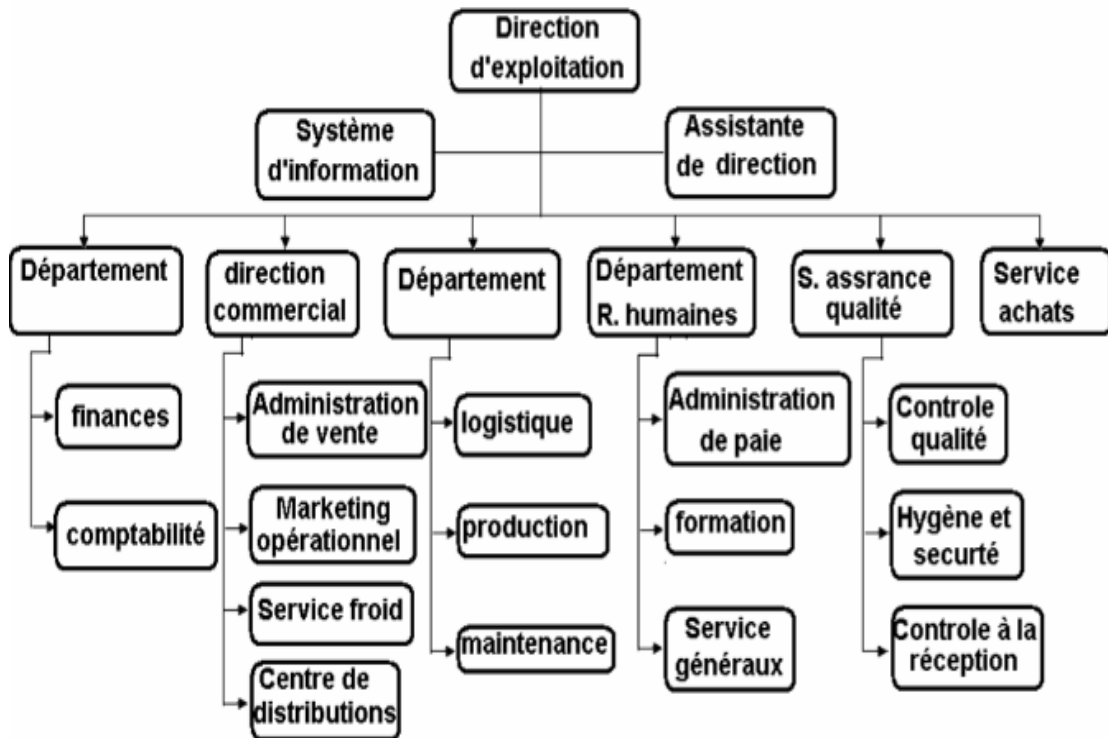 Direction
d'exploitation
Système
d'information
Assistante
de direction
Département
direction
commercial
Département
Département
R. humaines
S. assrance
qualité
Service
achats
finances
comptabilité
Administration
de vente
Marketing
opérationnel
Service froid
Centre de
distributions
logistique
production
maintenance
Administration
de paie
formation
Service
généraux
Controle
qualité
Hygène et
securté
Controle à la
réception